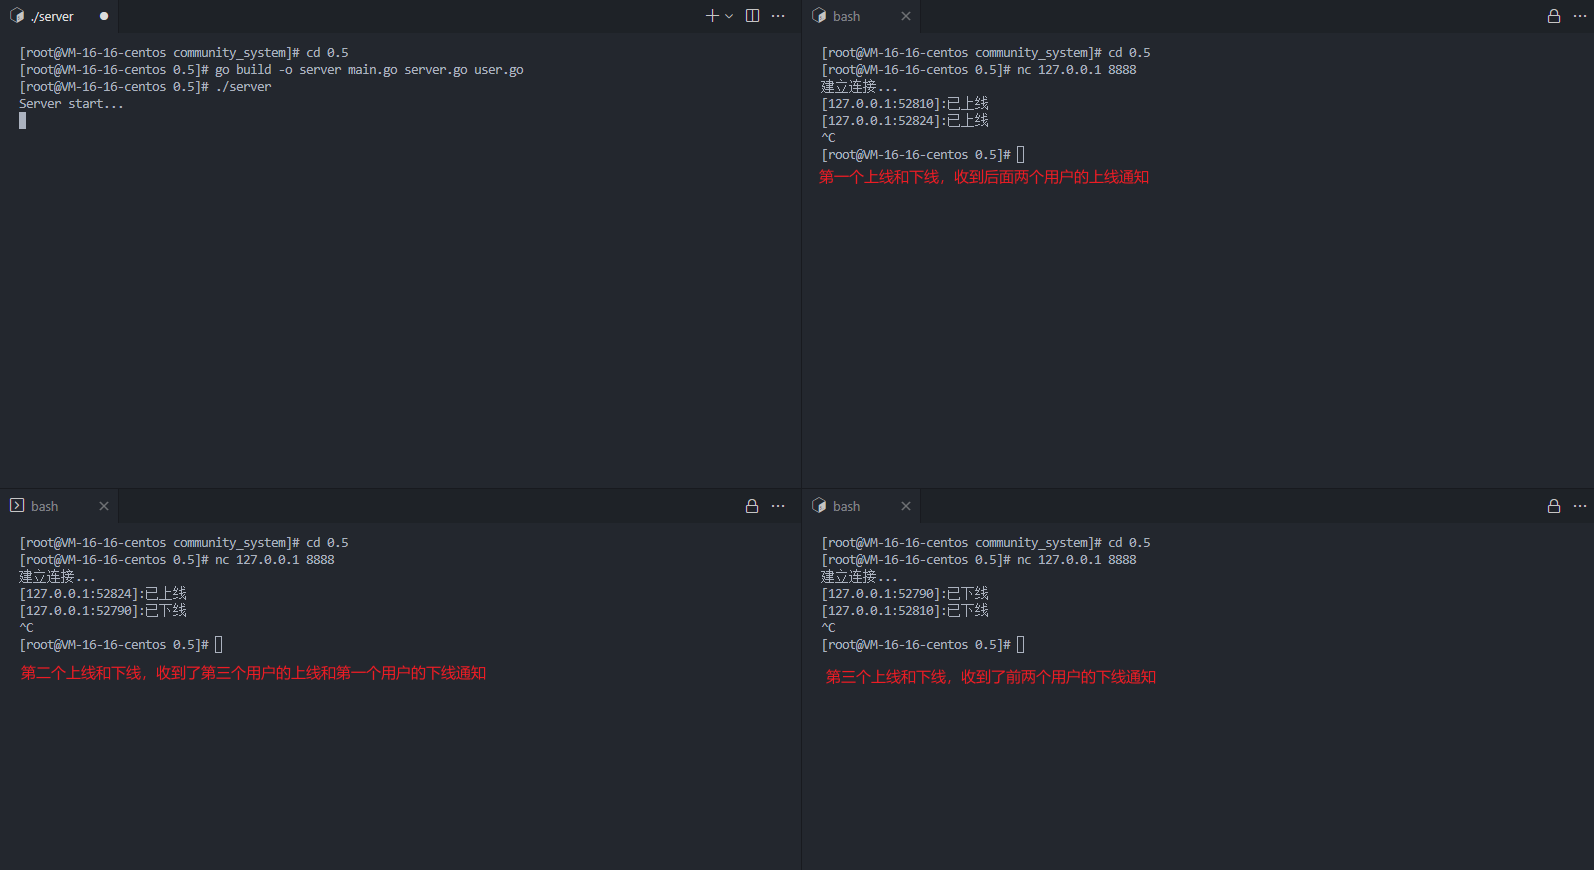 ./server
[root@VM-16-16-centos community_system]# cd 0.5
[root@VM-16-16-centos 0.5]# go build -o server main.go server.go user.go
[root@VM-16-16-centos 0.5]# ./server
Server start...
bash
[root@VM-16-16-centos community_system]# cd 0.5
[root@VM-16-16-centos 0.5]# nc 127.0.0.1 8888
建立连接...
[127.0.0.1:52810]:已上线
[127.0.0.1:52824]:已上线
^C
[root@VM-16-16-centos 0.5]#
第一个上线和下线，收到后面两个用户的上线通知
bash
[root@VM-16-16-centos community_system]# cd 0.5
[root@VM-16-16-centos 0.5]# nc 127.0.0.1 8888
建立连接...
[127.0.0.1:52824]:已上线
[127.0.0.1:52790]:已下线
^C
[root@VM-16-16-centos 0.5]#
第二个上线和下线，收到了第三个用户的上线和第一个用户的下线通知
bash
[root@VM-16-16-centos community_system]# cd 0.5
[root@VM-16-16-centos 0.5]# nc 127.0.0.1 8888
建立连接...
[127.0.0.1:52790]:已下线
[127.0.0.1:52810]:已下线
^C
[root@VM-16-16-centos 0.5]#
第三个上线和下线，收到了前两个用户的下线通知